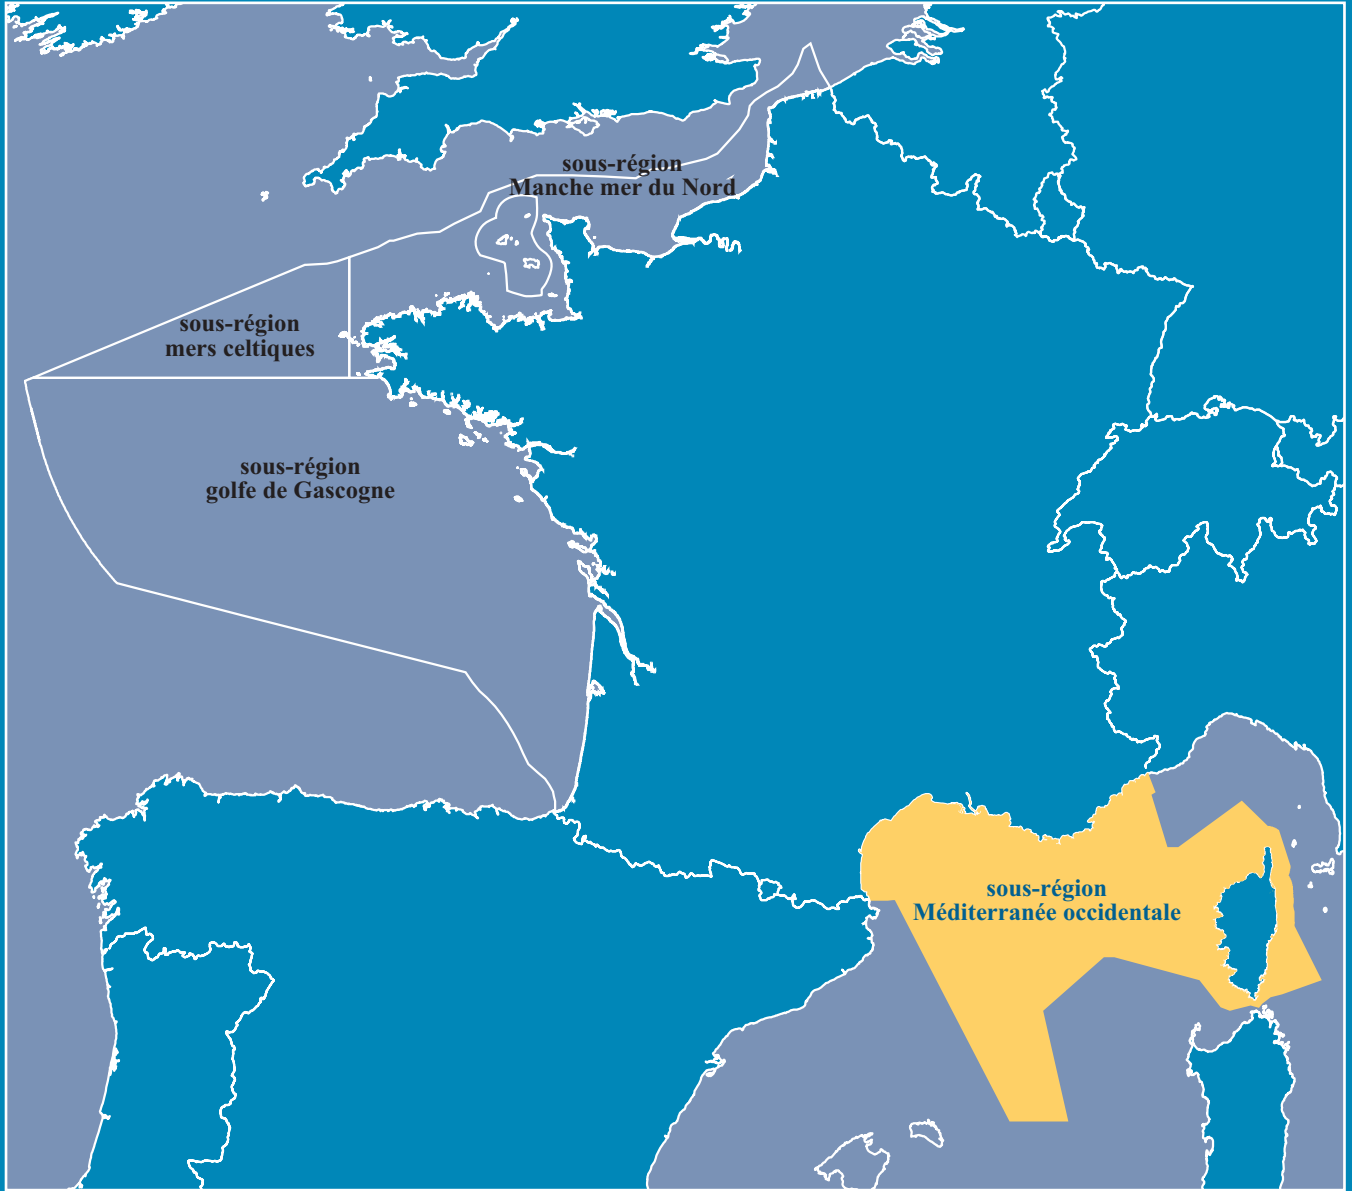 sous-région
Manche mer du Nord
sous-région
mers celtiques
sous-région
golfe de Gascogne
sous-région
Méditerranée occidentale